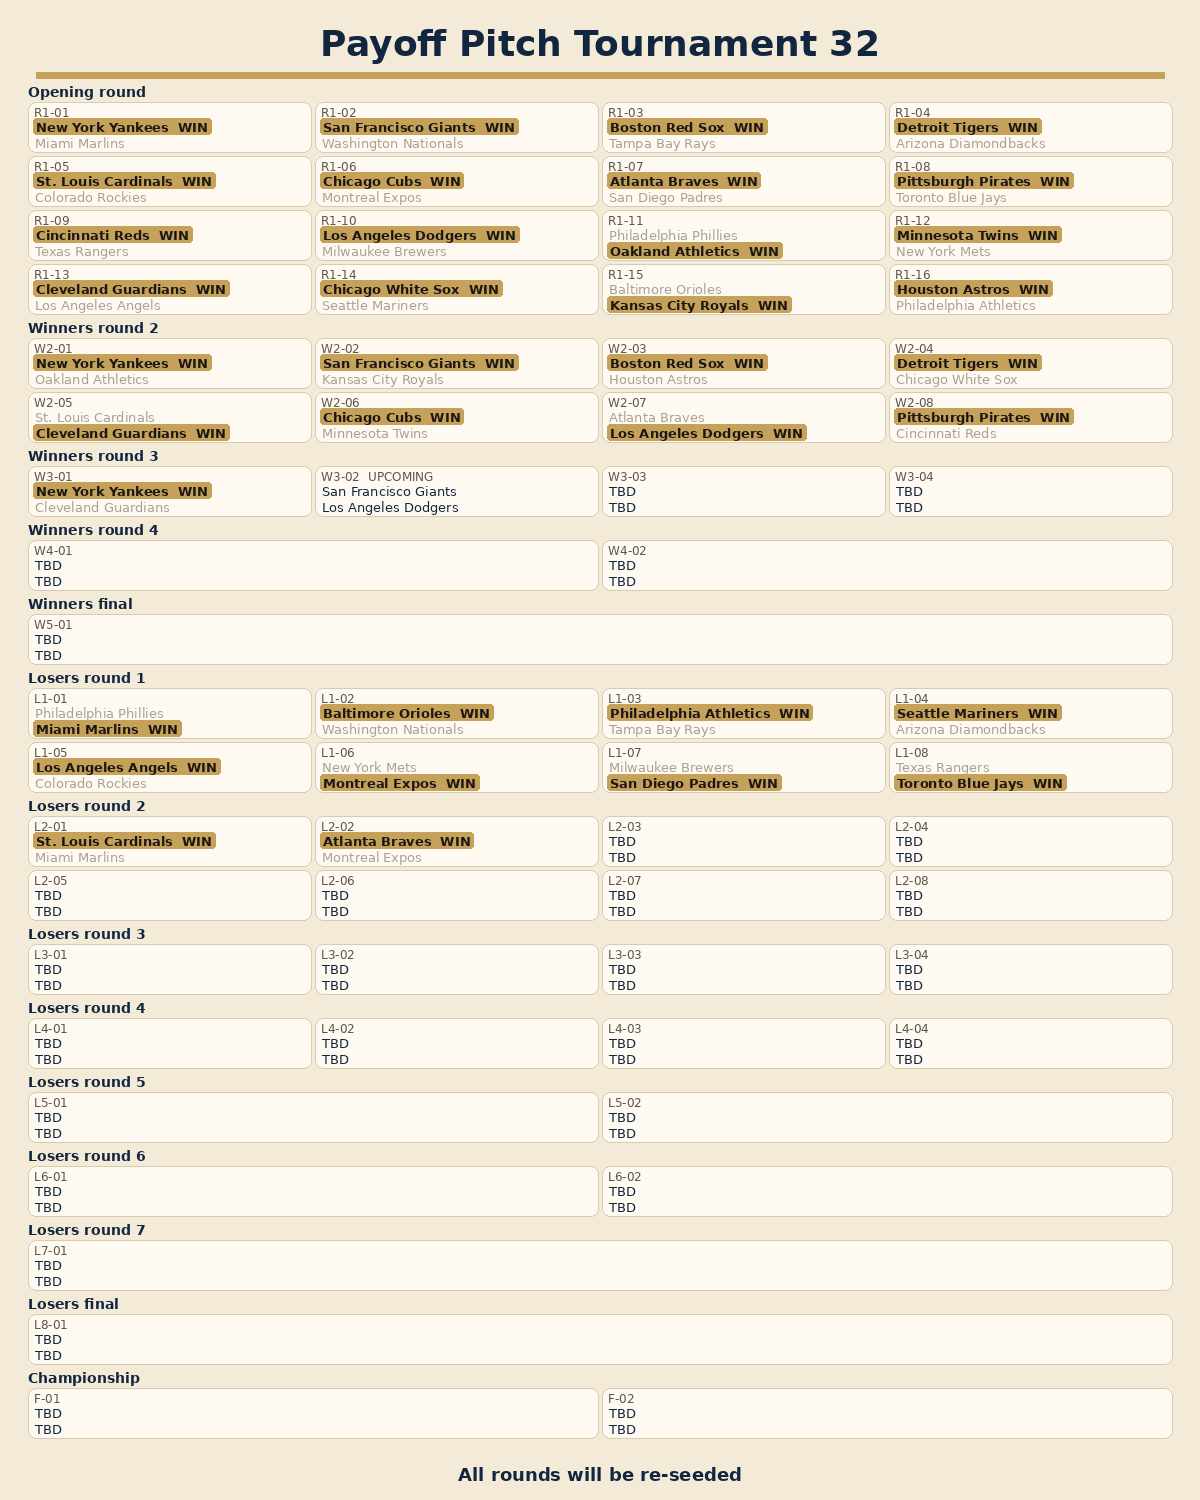 Payoff Pitch Tournament 32
Opening round
R1-01
New York Yankees WIN
Miami Marlins
R1-02
San Francisco Giants WIN
Washington Nationals
R1-03
Boston Red Sox WIN
Tampa Bay Rays
R1-04
Detroit Tigers WIN
Arizona Diamondbacks
R1-05
St. Louis Cardinals WIN
Colorado Rockies
R1-06
Chicago Cubs WIN
Montreal Expos
R1-07
Atlanta Braves WIN
San Diego Padres
R1-08
Pittsburgh Pirates WIN
Toronto Blue Jays
R1-09
Cincinnati Reds WIN
Texas Rangers
R1-10
Los Angeles Dodgers WIN
Milwaukee Brewers
R1-11
Philadelphia Phillies
Oakland Athletics WIN
R1-12
Minnesota Twins WIN
New York Mets
R1-13
Cleveland Guardians WIN
Los Angeles Angels
R1-14
Chicago White Sox WIN
Seattle Mariners
R1-15
Baltimore Orioles
Kansas City Royals WIN
R1-16
Houston Astros WIN
Philadelphia Athletics
Winners round 2
W2-01
New York Yankees WIN
Oakland Athletics
W2-02
San Francisco Giants WIN
Kansas City Royals
W2-03
Boston Red Sox WIN
Houston Astros
W2-04
Detroit Tigers WIN
Chicago White Sox
W2-05
St. Louis Cardinals
Cleveland Guardians WIN
W2-06
Chicago Cubs WIN
Minnesota Twins
W2-07
Atlanta Braves
Los Angeles Dodgers WIN
W2-08
Pittsburgh Pirates WIN
Cincinnati Reds
Winners round 3
W3-01
New York Yankees WIN
Cleveland Guardians
W3-02 UPCOMING
San Francisco Giants
Los Angeles Dodgers
W3-03
TBD
TBD
W3-04
TBD
TBD
Winners round 4
W4-01
TBD
TBD
W4-02
TBD
TBD
Winners final
W5-01
TBD
TBD
Losers round 1
L1-01
Philadelphia Phillies
Miami Marlins WIN
L1-02
Baltimore Orioles WIN
Washington Nationals
L1-03
Philadelphia Athletics WIN
Tampa Bay Rays
L1-04
Seattle Mariners WIN
Arizona Diamondbacks
L1-05
Los Angeles Angels WIN
Colorado Rockies
L1-06
New York Mets
Montreal Expos WIN
L1-07
Milwaukee Brewers
San Diego Padres WIN
L1-08
Texas Rangers
Toronto Blue Jays WIN
Losers round 2
L2-01
St. Louis Cardinals WIN
Miami Marlins
L2-02
Atlanta Braves WIN
Montreal Expos
L2-03
TBD
TBD
L2-04
TBD
TBD
L2-05
TBD
TBD
L2-06
TBD
TBD
L2-07
TBD
TBD
L2-08
TBD
TBD
Losers round 3
L3-01
TBD
TBD
L3-02
TBD
TBD
L3-03
TBD
TBD
L3-04
TBD
TBD
Losers round 4
L4-01
TBD
TBD
L4-02
TBD
TBD
L4-03
TBD
TBD
L4-04
TBD
TBD
Losers round 5
L5-01
TBD
TBD
L5-02
TBD
TBD
Losers round 6
L6-01
TBD
TBD
L6-02
TBD
TBD
Losers round 7
L7-01
TBD
TBD
Losers final
L8-01
TBD
TBD
Championship
F-01
TBD
TBD
F-02
TBD
TBD
All rounds will be re-seeded